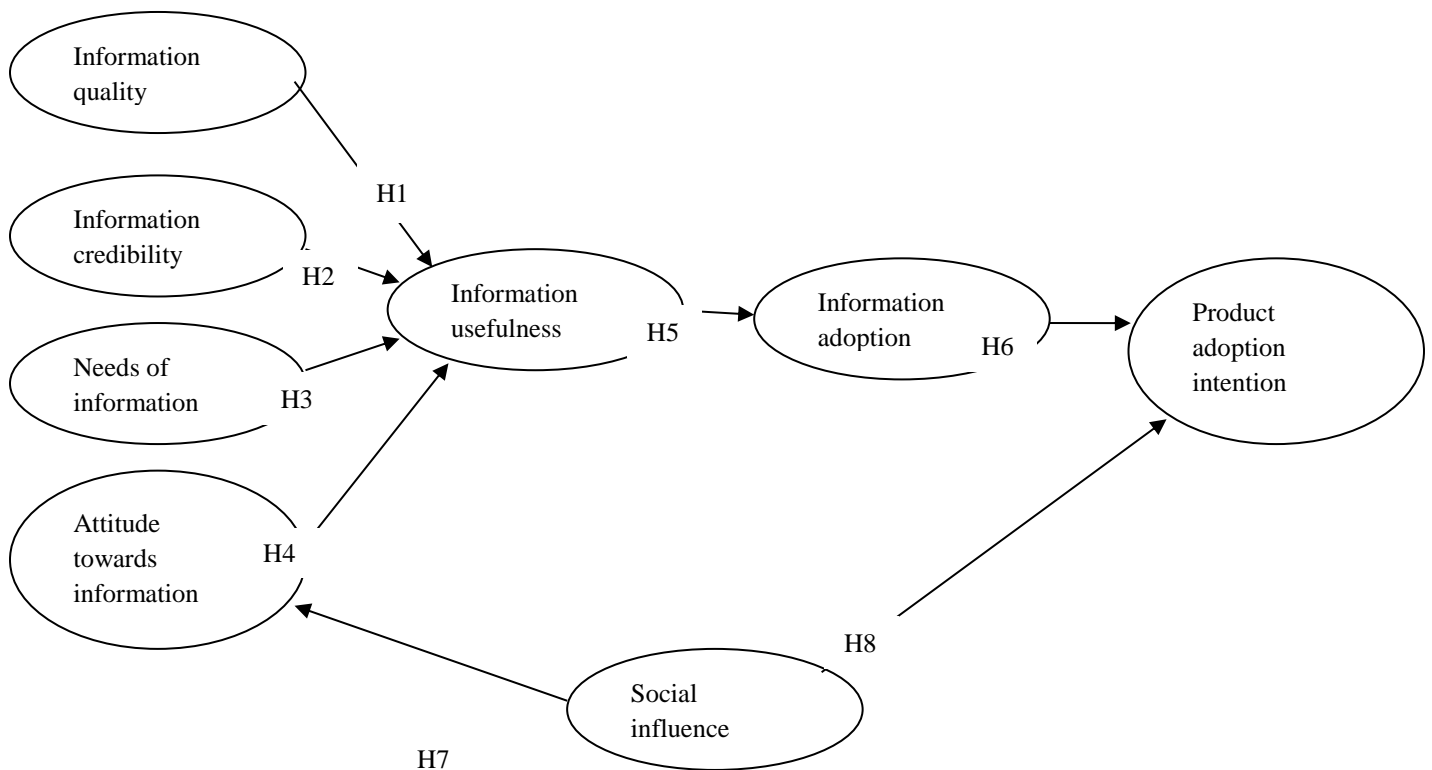 Information
quality
H1
Information
credibility
H2
Information
usefulness
H5
Information
adoption
H6
Product
adoption
intention
Needs of
information
H3
Attitude
towards
information
H4
H8
Social
influence
H7